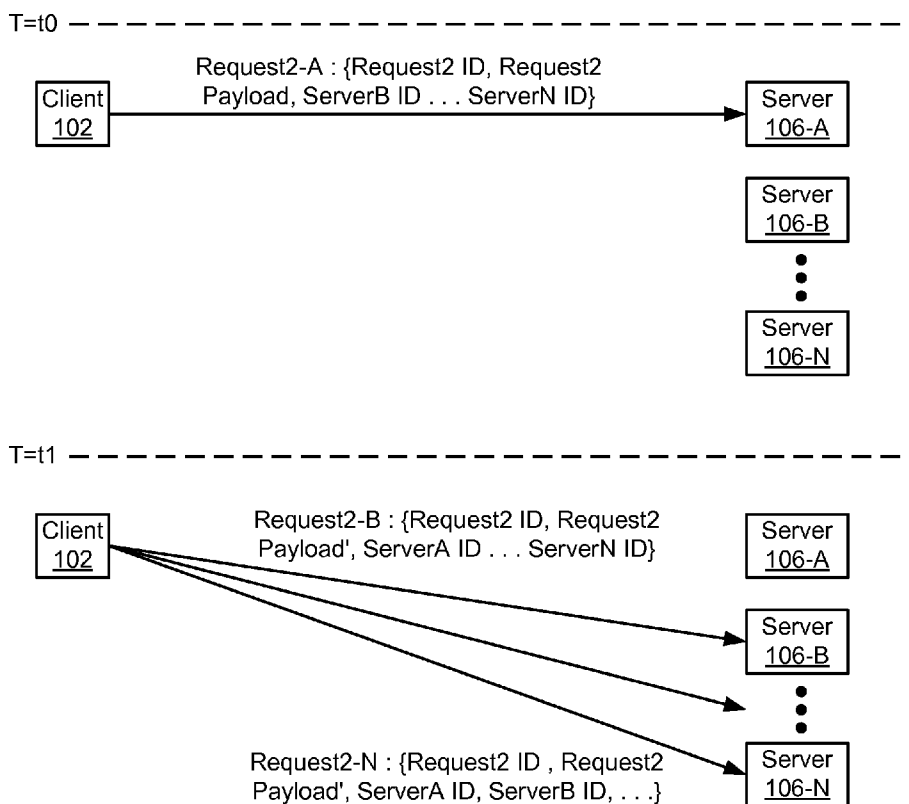 T=t0
Request2-A : {Request2 ID, Request2
Payload, ServerB ID . . . ServerN ID}
Client
102
Server
106-A
Server
106-B
Server
106-N
T=t1
Request2-B : {Request2 ID, Request2
Payload', ServerA ID . . . ServerN ID}
Client
102
Server
106-A
Server
106-B
Request2-N : {Request2 ID , Request2
Payload', ServerA ID, ServerB ID, . . .}
Server
106-N